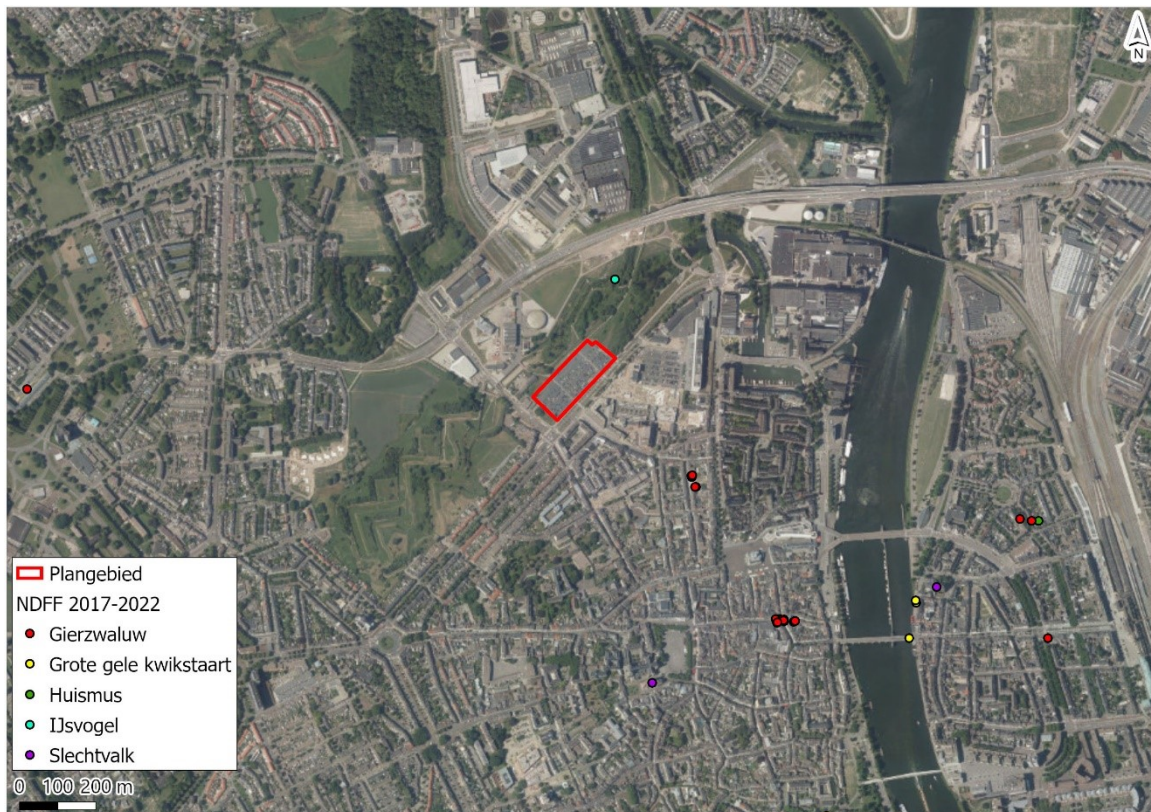 N
Plangebied
NDFF 2017-2022
Gierzwaluw
Grote gele kwikstaart
Huismus
IJsvogel
Slechtvalk
0 100 200 m